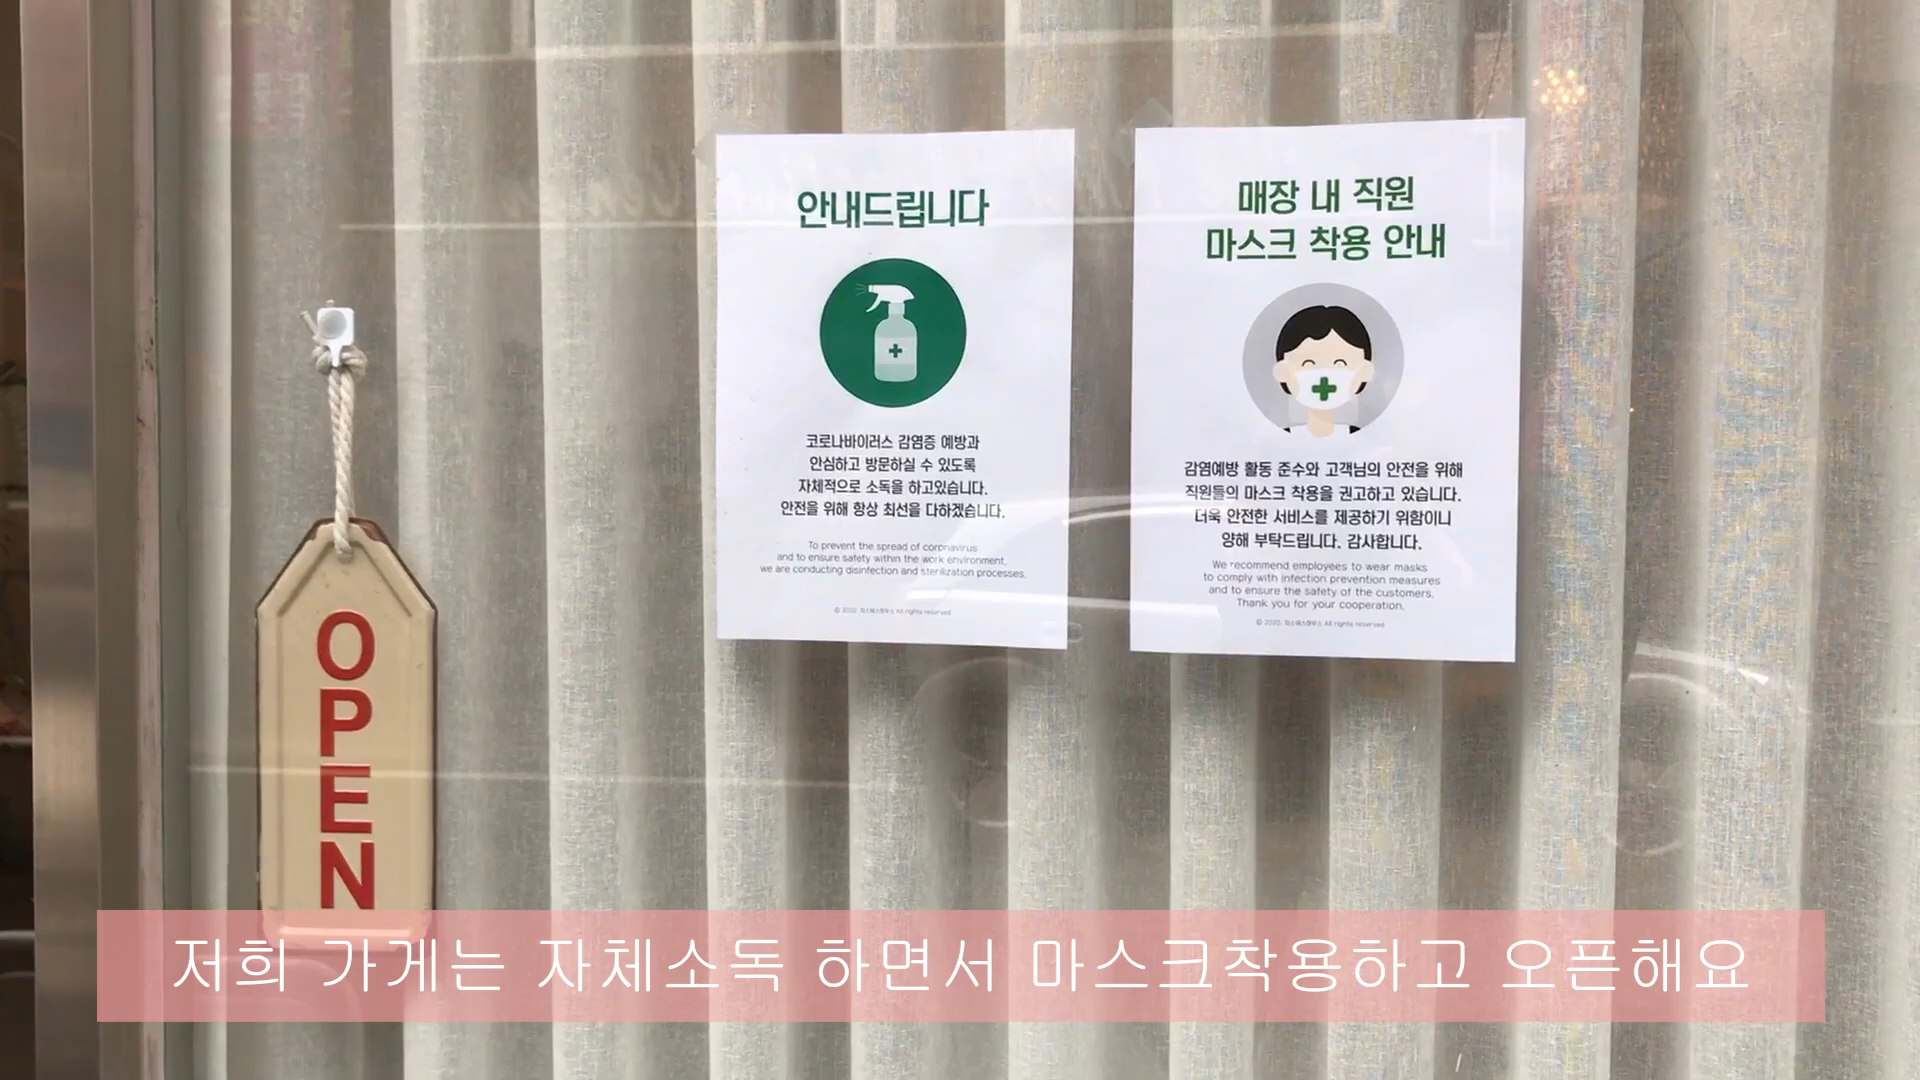 OPEN
안내드립니다
코로나바이러스 감염증 예방과
안심하고 방문하실 수 있도록
자체적으로 소독을 하고있습니다.
안전을 위해 항상 최선을 다하겠습니다.
To prevent the spread of coronavirus
and to ensure safety within the work environment,
we are conducting disinfection and sterilization processes.
© 2020. All rights reserved
매장 내 직원
마스크 착용 안내
감염예방 활동 준수와 고객님의 안전을 위해
직원들의 마스크 착용을 권고하고 있습니다.
더욱 안전한 서비스를 제공하기 위함이니
양해 부탁드립니다. 감사합니다.
We recommend employees to wear masks
to comply with infection prevention measures
and to ensure the safety of the customers.
Thank you for your cooperation.
© 2020. All rights reserved
저희 가게는 자체소독 하면서 마스크착용하고 오픈해요